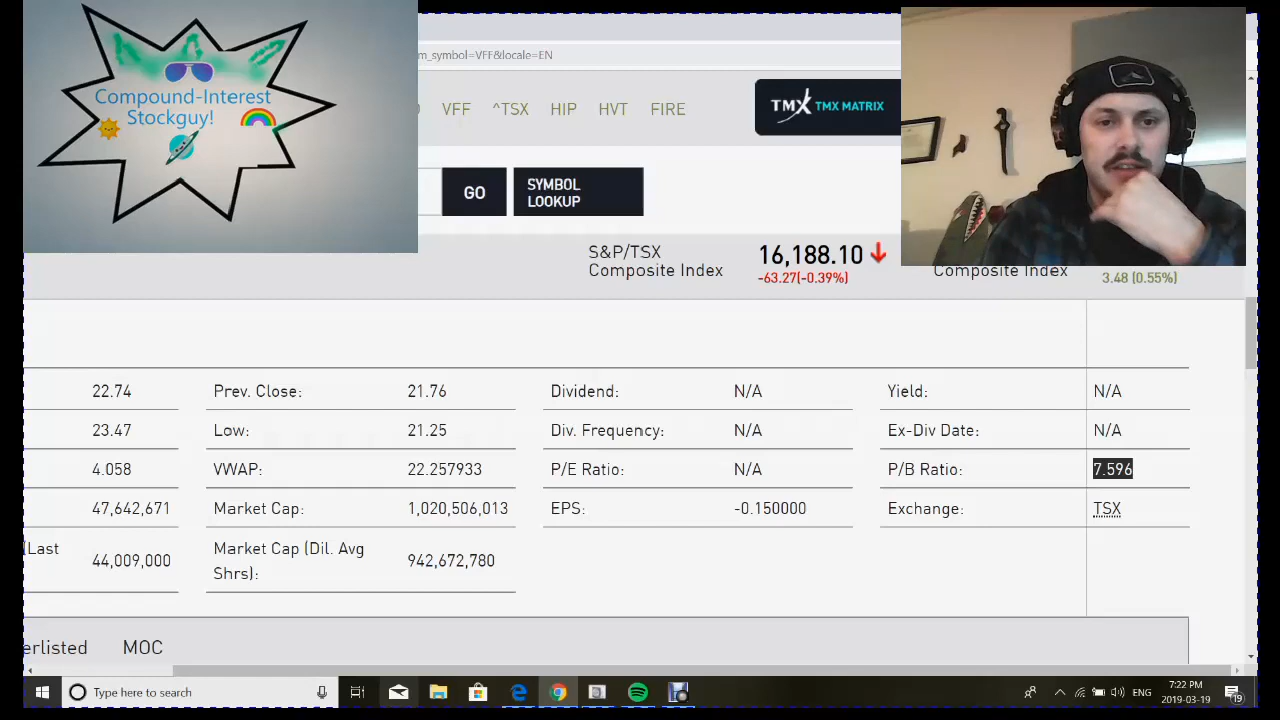 Compound-Interest
Stockguy!
m_symbol=VFF&locale=EN
VFF ^TSX HIP HVT FIRE
TMX TMX MATRIX
GO
SYMBOL
LOOKUP
S&P/TSX
Composite Index
16,188.10
-63.27(-0.39%)
Composite Index
3.48 (0.55%)
22.74 Prev. Close: 21.76 Dividend: N/A Yield: N/A
23.47 Low: 21.25 Div. Frequency: N/A Ex-Div Date: N/A
4.058 VWAP: 22.257933 P/E Ratio: N/A P/B Ratio: 7.596
47,642,671 Market Cap: 1,020,506,013 EPS: -0.150000 Exchange: TSX
(Last 44,009,000 Market Cap (Dil. Avg
Shrs): 942,672,780
erlisted MOC
Type here to search
ENG
7:22 PM
2019-03-19
19